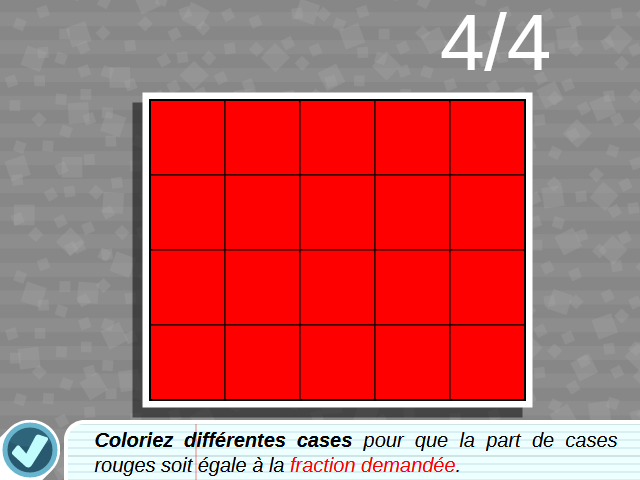 4/4
Coloriez différentes cases pour que la part de cases
rouges soit égale à la fraction demandée.